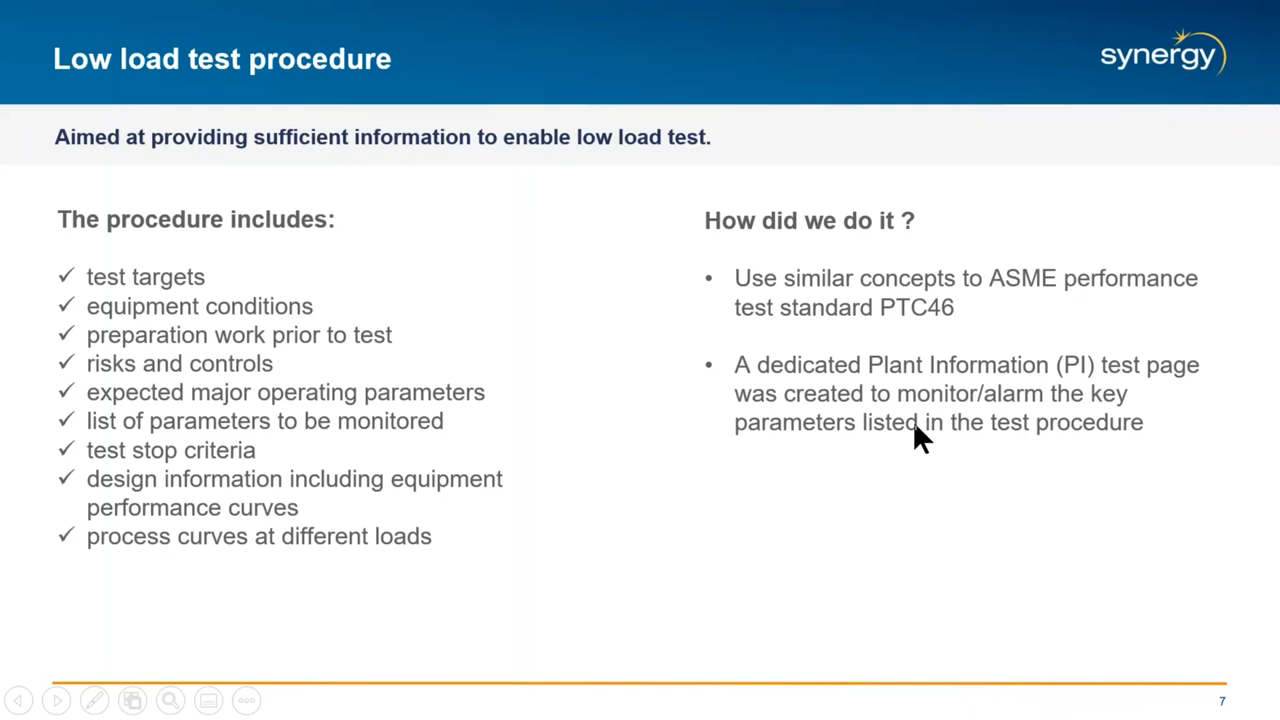 Low load test procedure
synergy
Aimed at providing sufficient information to enable low load test.
The procedure includes:
✓ test targets
✓ equipment conditions
✓ preparation work prior to test
✓ risks and controls
✓ expected major operating parameters
✓ list of parameters to be monitored
✓ test stop criteria
✓ design information including equipment
performance curves
✓ process curves at different loads
How did we do it ?
• Use similar concepts to ASME performance
test standard PTC46
• A dedicated Plant Information (PI) test page
was created to monitor/alarm the key
parameters listed in the test procedure
7